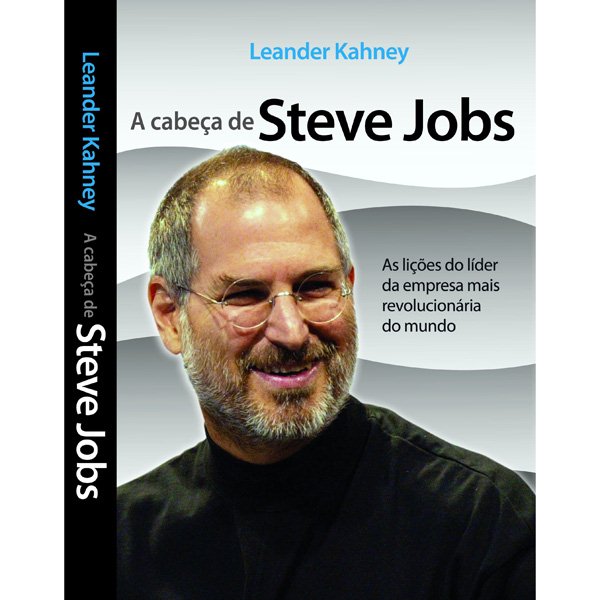 Leander Kahney
A cabeça de Steve Jobs
Leander Kahney
A cabeça de Steve Jobs
As lições do líder
da empresa mais
revolucionária
do mundo